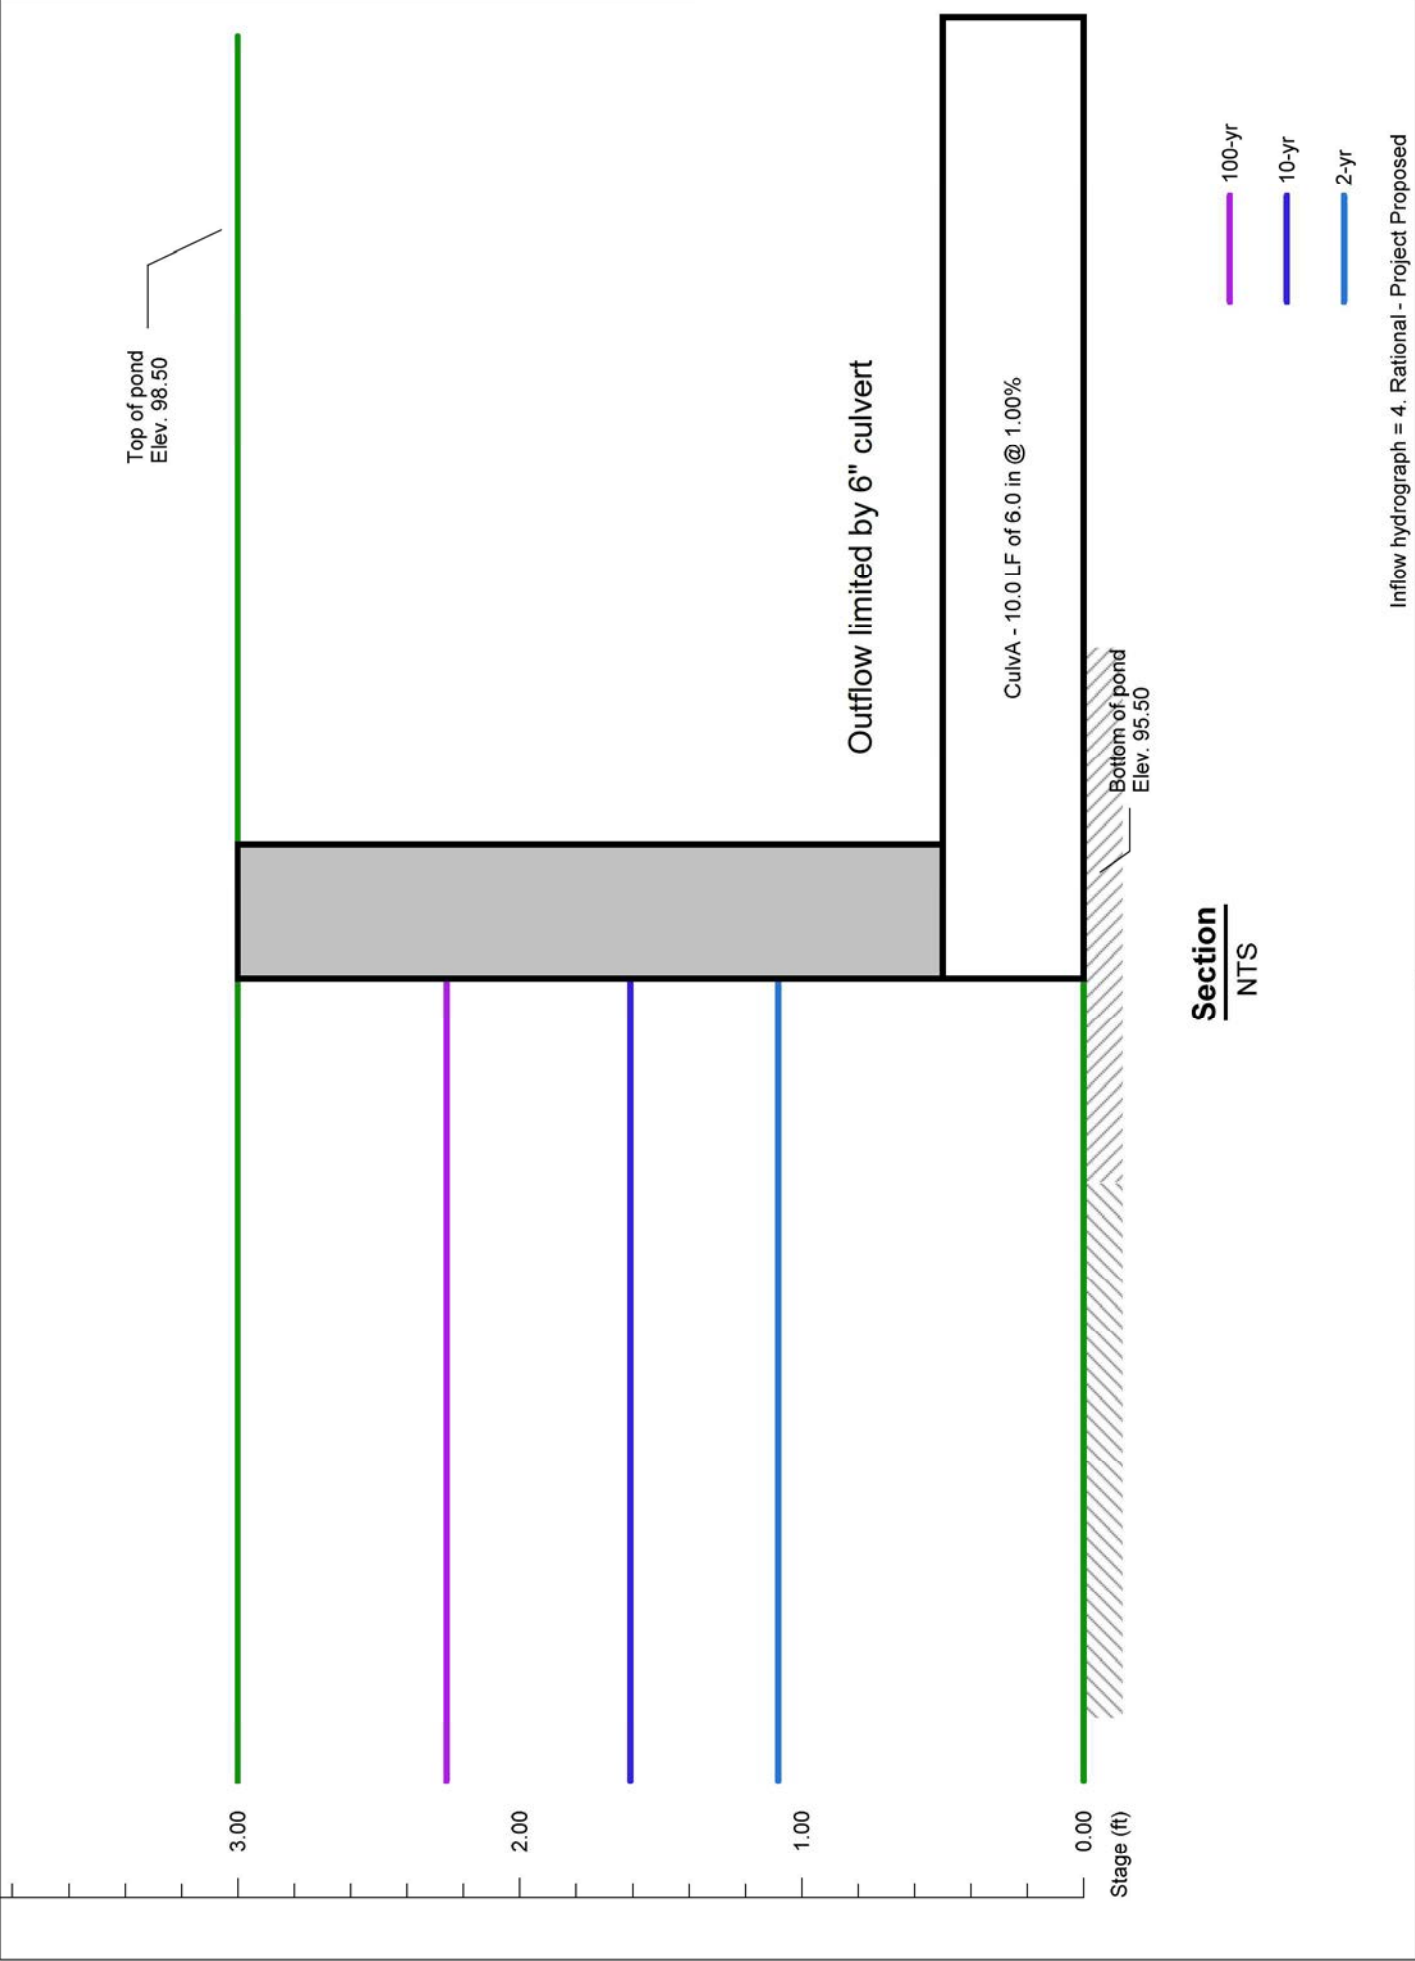 Top of pond
Elev. 98.50
3.00
2.00
Outflow limited by 6" culvert
1.00
CulvA - 10.0 LF of 6.0 in @ 1.00%
0.00
Stage (ft)
Bottom of pond
Elev. 95.50
Section
NTS
100-yr
10-yr
2-yr
Inflow hydrograph = 4. Rational - Project Proposed